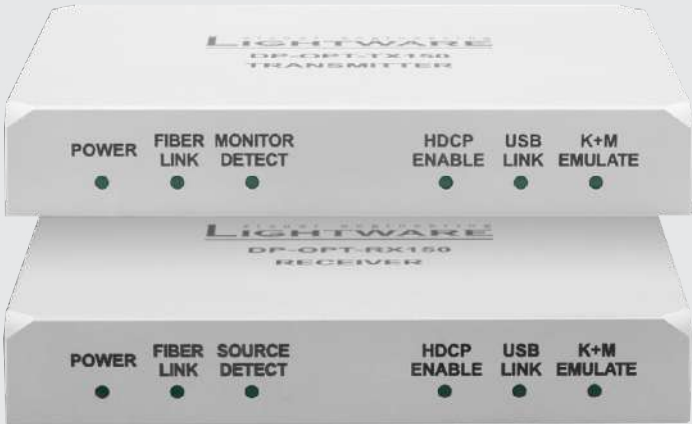 LIGHTWARE
DP-OPT-TX150
TRANSMITTER
POWER FIBER LINK MONITOR DETECT HDCP ENABLE USB LINK K+M EMULATE
LIGHTWARE
DP-OPT-RX150
RECEIVER
POWER FIBER LINK SOURCE DETECT HDCP ENABLE USB LINK K+M EMULATE